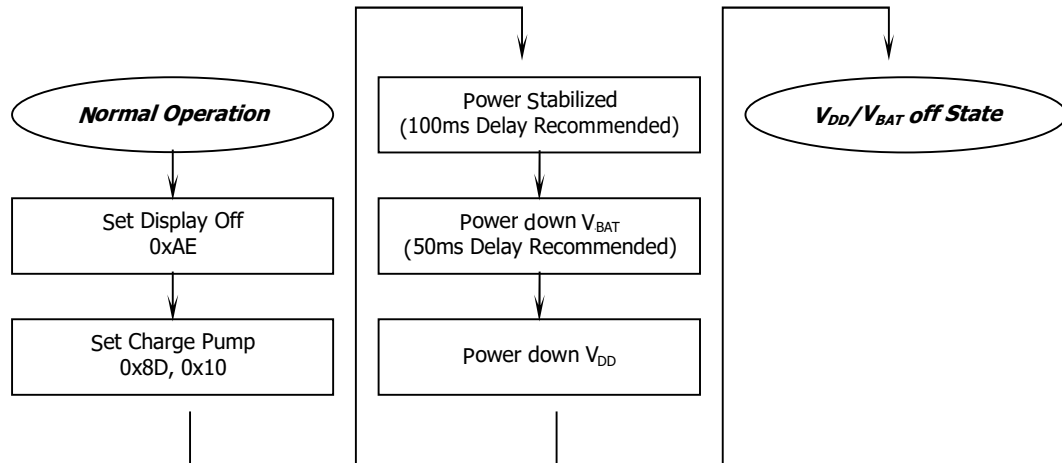 Normal Operation
Set Display Off
0xAE
Set Charge Pump
0x8D, 0x10
Power Stabilized
(100ms Delay Recommended)
Power down VBAT
(50ms Delay Recommended)
Power down VDD
VDD/VBAT off State